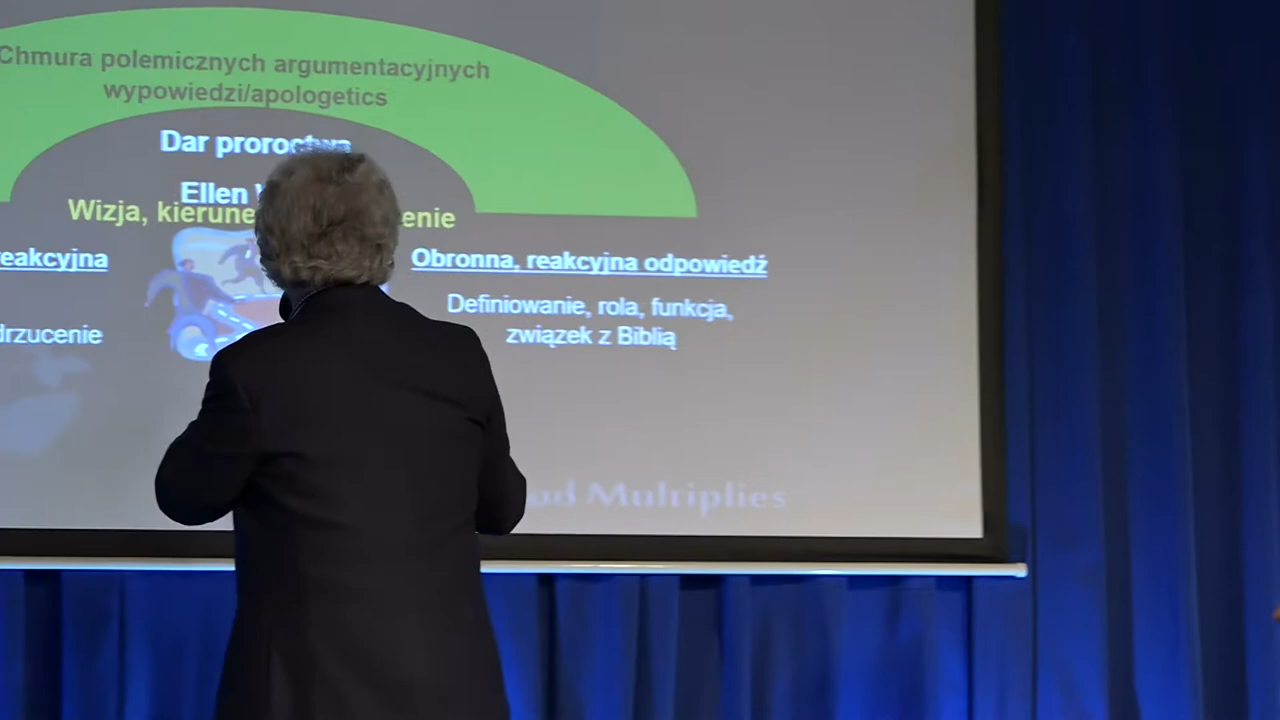 Chmura polemicznych argumentacyjnych
wypowiedzi/apologetics
Dar proroctwa
Ellen
Wizja, kierune enie
eakcyjna
Obronna, reakcyjna odpowiedź
Definiowanie, rola, funkcja,
drzucenie
związek z Biblią
Multiplies